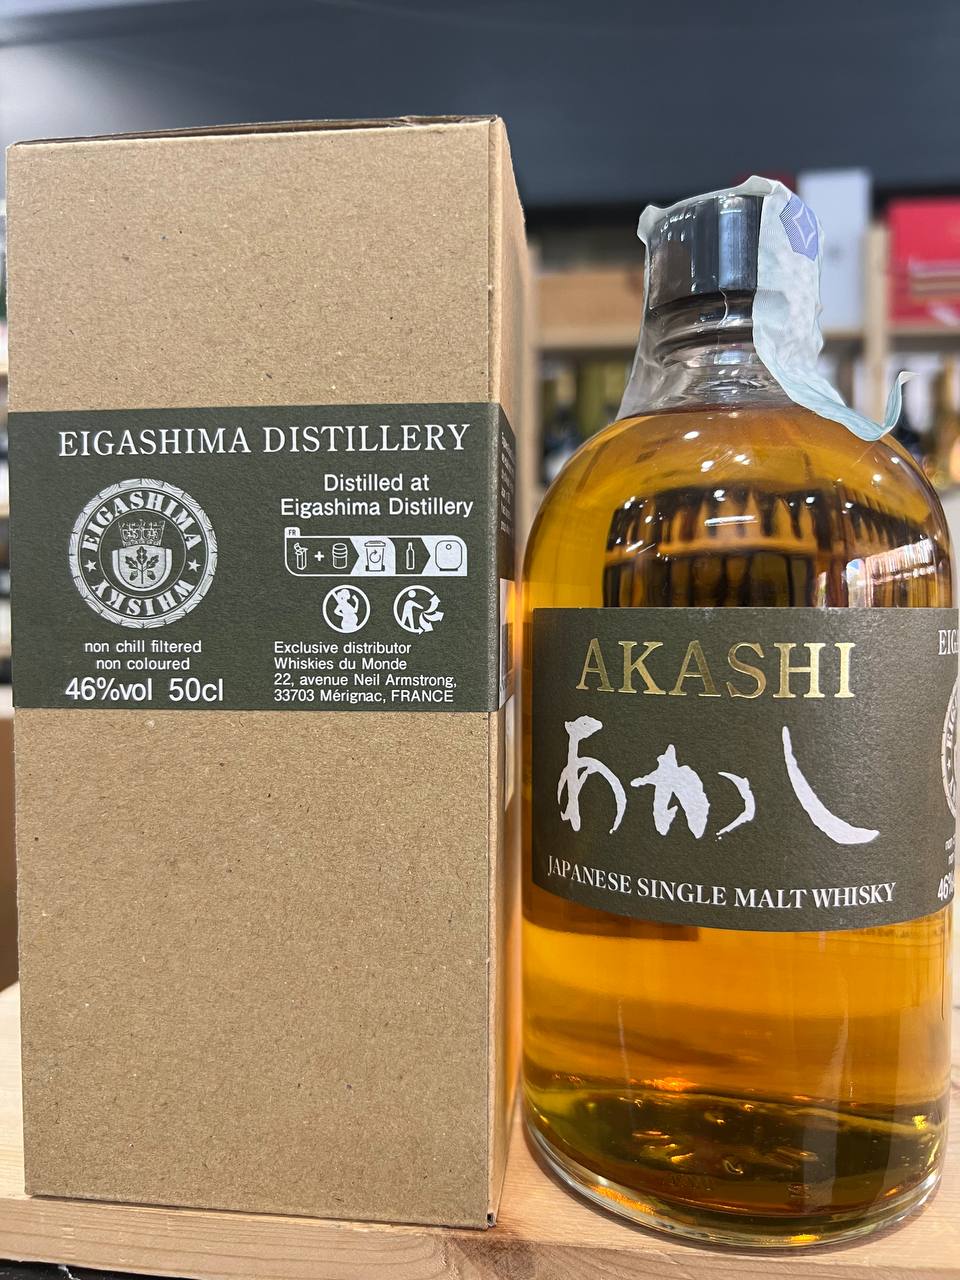 EIGASHIMA DISTILLERY
EIGASHIMA
WHISKY
non chill filtered
non coloured
46%vol 50cl
Distilled at
Eigashima Distillery
FR
Exclusive distributor
Whiskies du Monde
22, avenue Neil Armstrong,
33703 Mérignac, FRANCE
AKASHI
あかし
JAPANESE SINGLE MALT WHISKY